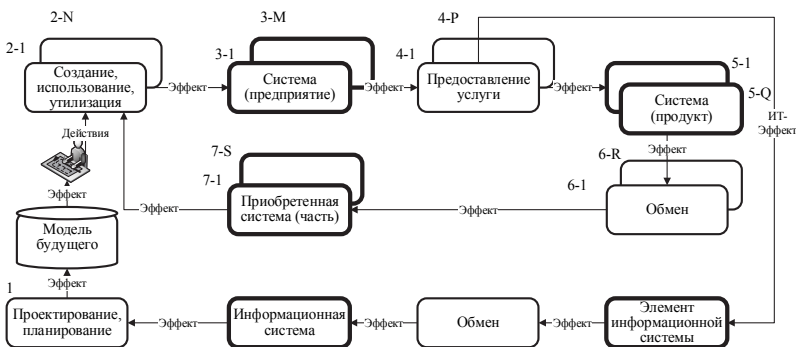 2-N
3-M
4-P
2-1
3-1
4-1
5-1
Создание,
использование,
утилизация
Эффект
Система
(предприятие)
Эффект
Предоставление
услуги
Эффект
Система
(продукт)
5-Q
ИТ-
Эффект
Действия
Эффект
7-S
6-R
7-1
6-1
Эффект
Приобретенная
система (часть)
Эффект
Обмен
Эффект
Модель
будущего
Эффект
1
Проектирование,
планирование
Эффект
Информационная
система
Эффект
Обмен
Эффект
Элемент
информационной
системы